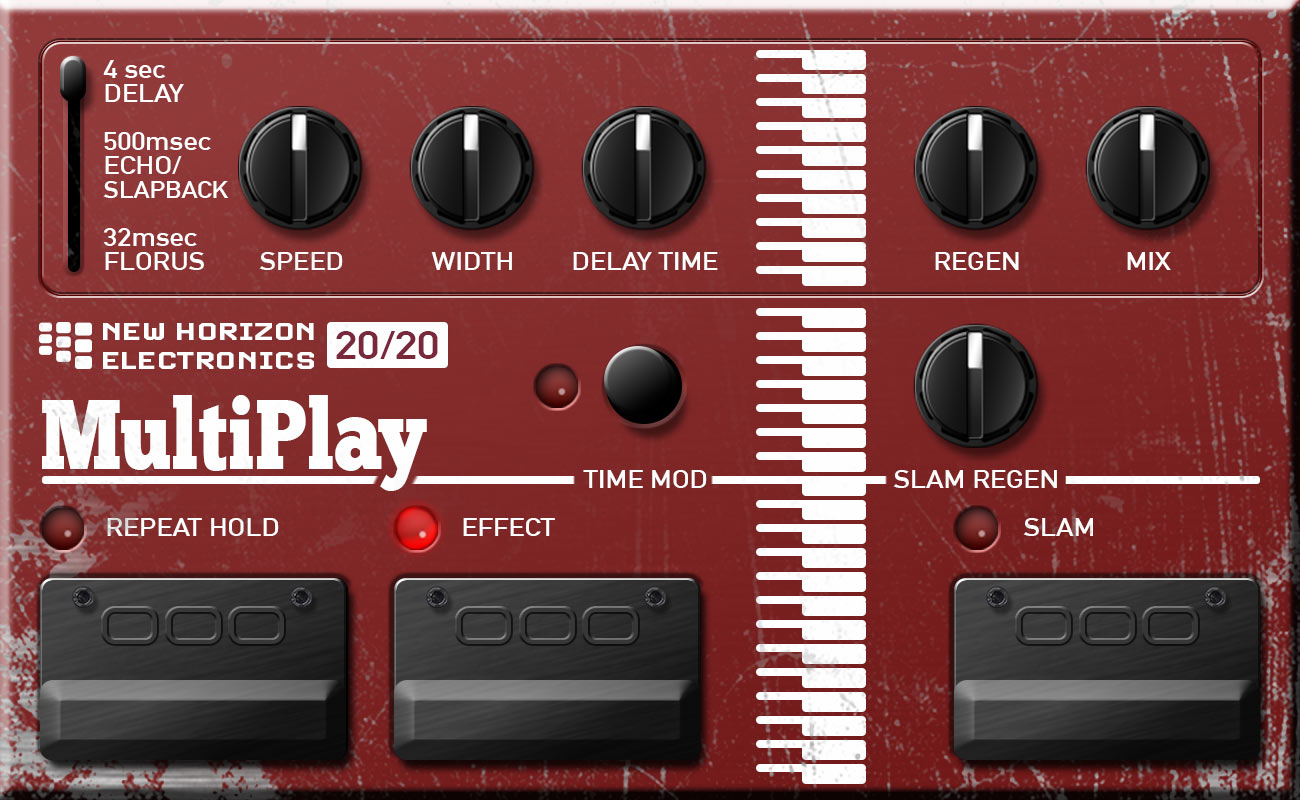 4 sec
DELAY
500msec
ECHO/
SLAPBACK
32msec
FLORUS
SPEED
WIDTH
DELAY TIME
REGEN
MIX
NEW HORIZON
ELECTRONICS
20/20
MultiPlay
TIME MOD
SLAM REGEN
REPEAT HOLD
EFFECT
SLAM